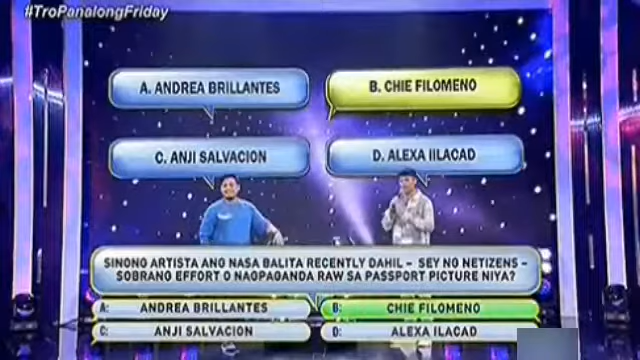 #TroPanalongFriday
A. ANDREA BRILLANTES
B. CHIE FILOMENO
C. ANJI SALVACION
D. ALEXA IILACAD
SINONG ARTISTA ANG NASA BALITA RECENTLY DAHIL – SEY NG NETIZENS –
SOBRANG EFFORT O NAGPAGANDA RAW SA PASSPORT PICTURE NIYA?
A: ANDREA BRILLANTES
B: CHIE FILOMENO
C: ANJI SALVACION
D: ALEXA ILACAD